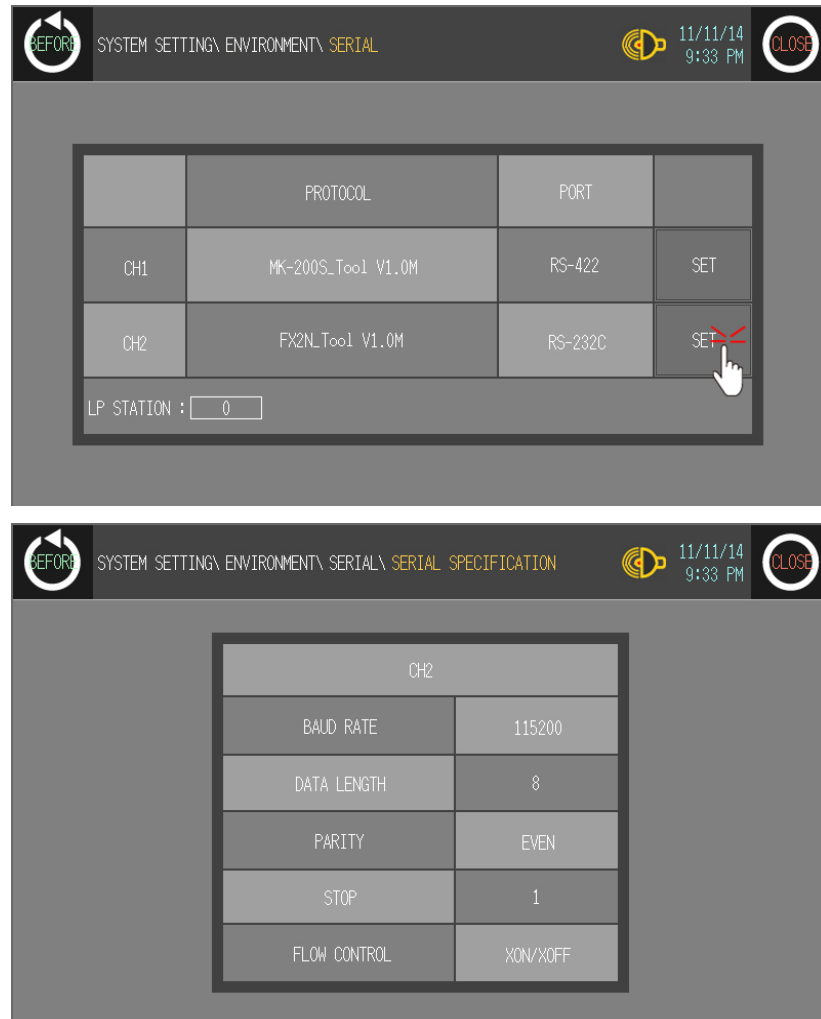 BEFORE SYSTEM SETTING\ ENVIRONMENT\ SERIAL 11/11/14 CLOSE
9:33 PM
PROTOCOL PORT
CH1 MK-200S_Tool V1.0M RS-422 SET
CH2 FX2N_Tool V1.0M RS-232C SET
LP STATION : 0
BEFORE SYSTEM SETTING\ ENVIRONMENT\ SERIAL\ SERIAL SPECIFICATION 11/11/14 CLOSE
9:33 PM
CH2
BAUD RATE 115200
DATA LENGTH 8
PARITY EVEN
STOP 1
FLOW CONTROL XON/XOFF